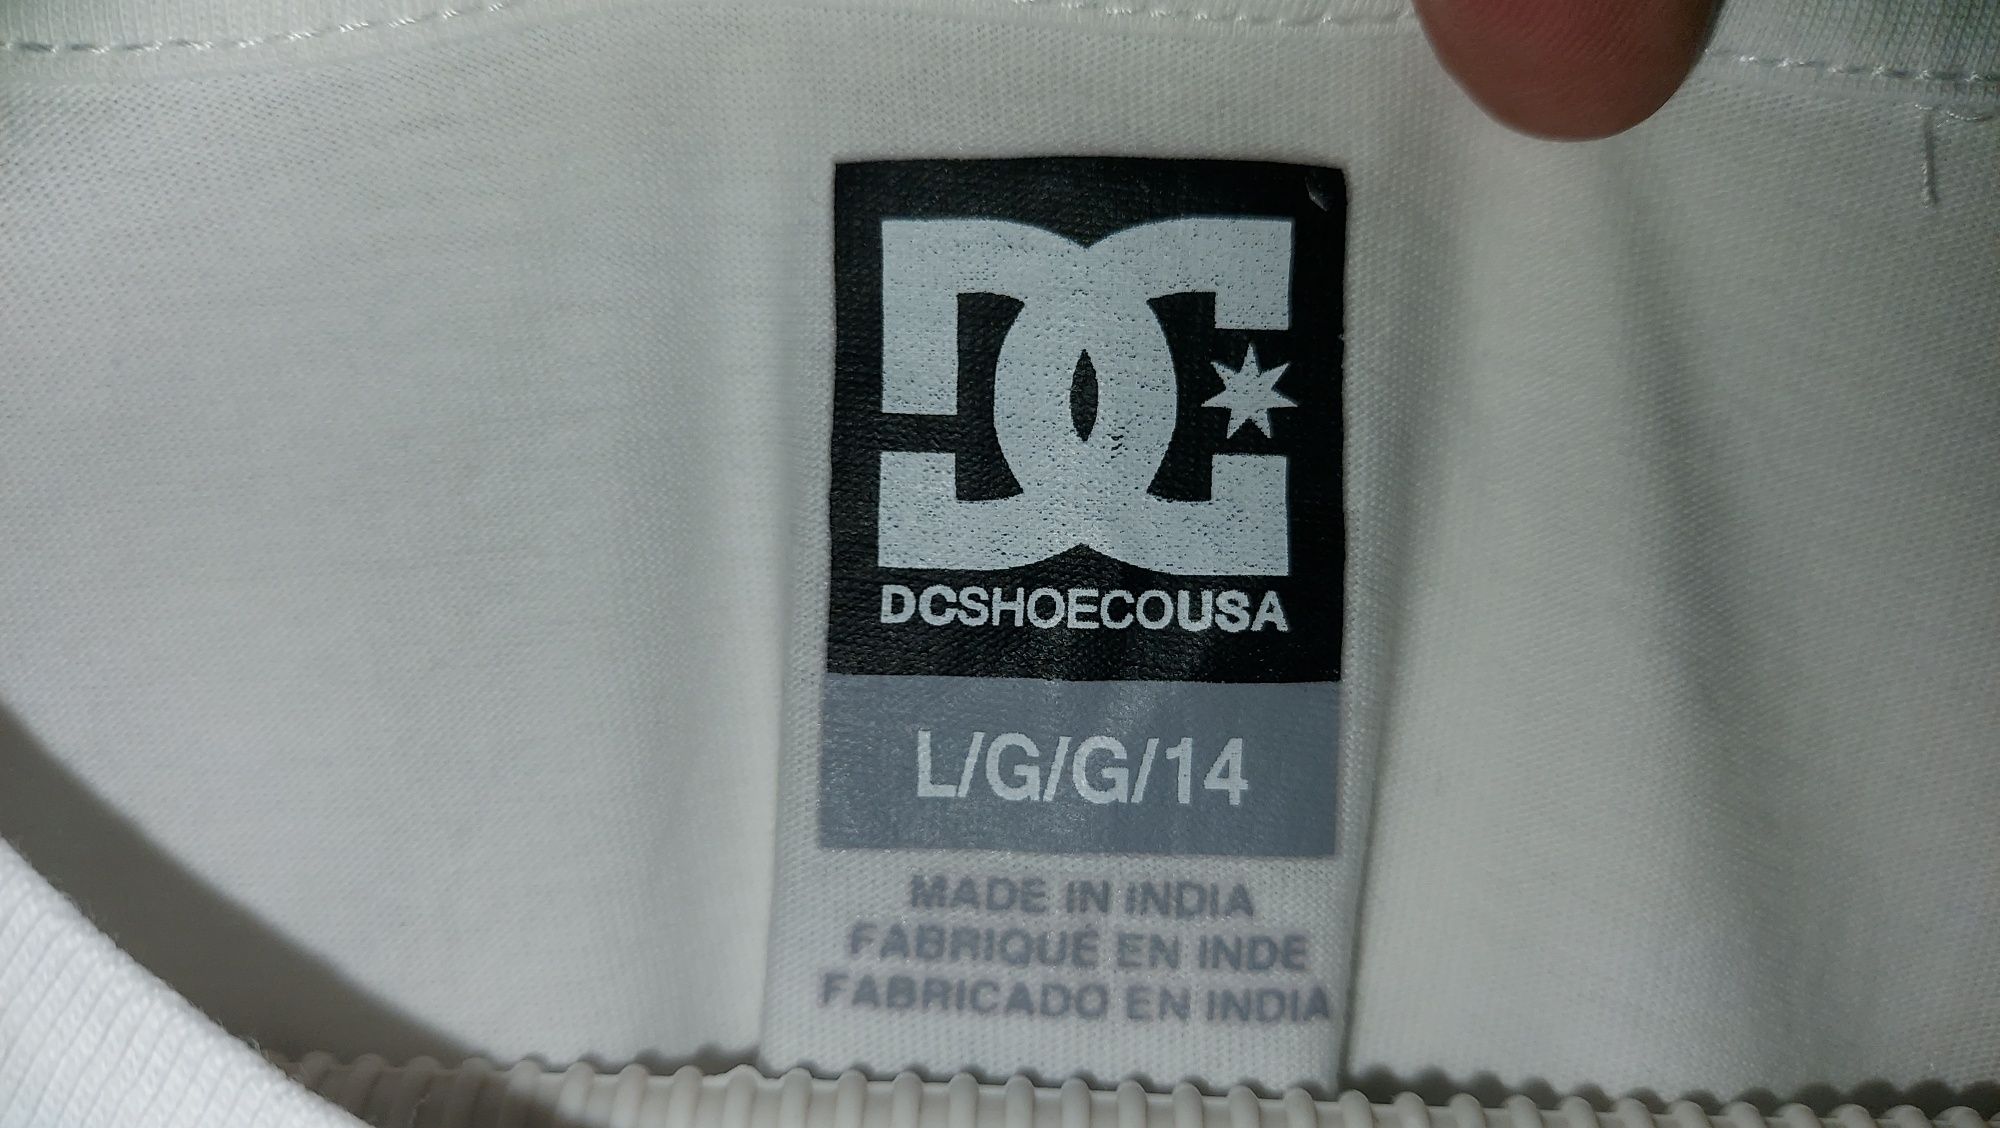 DC
DCSHOECOUSA
L/G/G/14
MADE IN INDIA
FABRIQUÉ EN INDE
FABRICADO EN INDIA